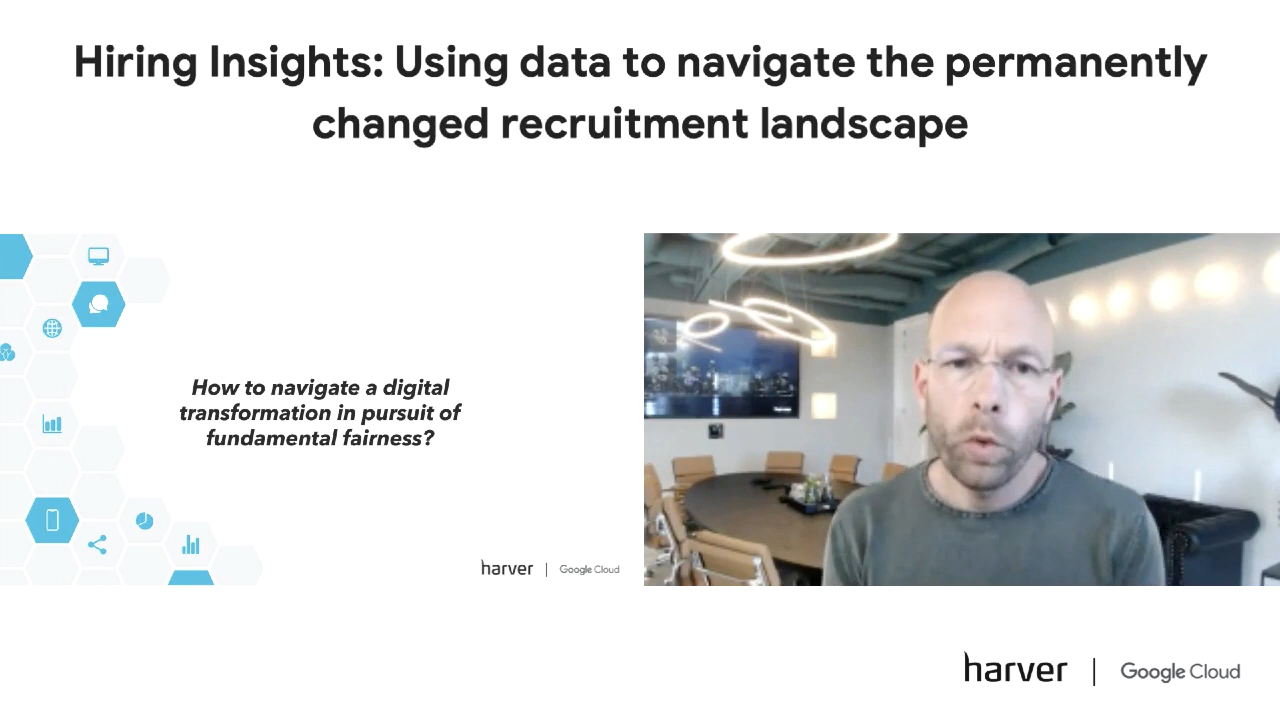 Hiring Insights: Using data to navigate the permanently
changed recruitment landscape
How to navigate a digital
transformation in pursuit of
fundamental fairness?
harver | Google Cloud
harver | Google Cloud